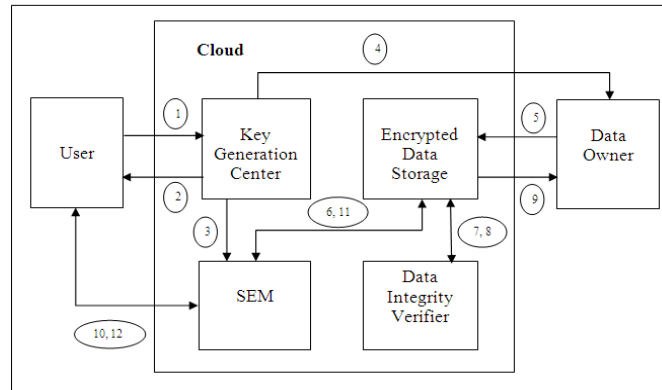 Cloud
4
1
User
Key
Generation
Center
Encrypted
Data
Storage
5
Data
Owner
2
9
3
6, 11
7, 8
SEM
Data
Integrity
Verifier
10, 12